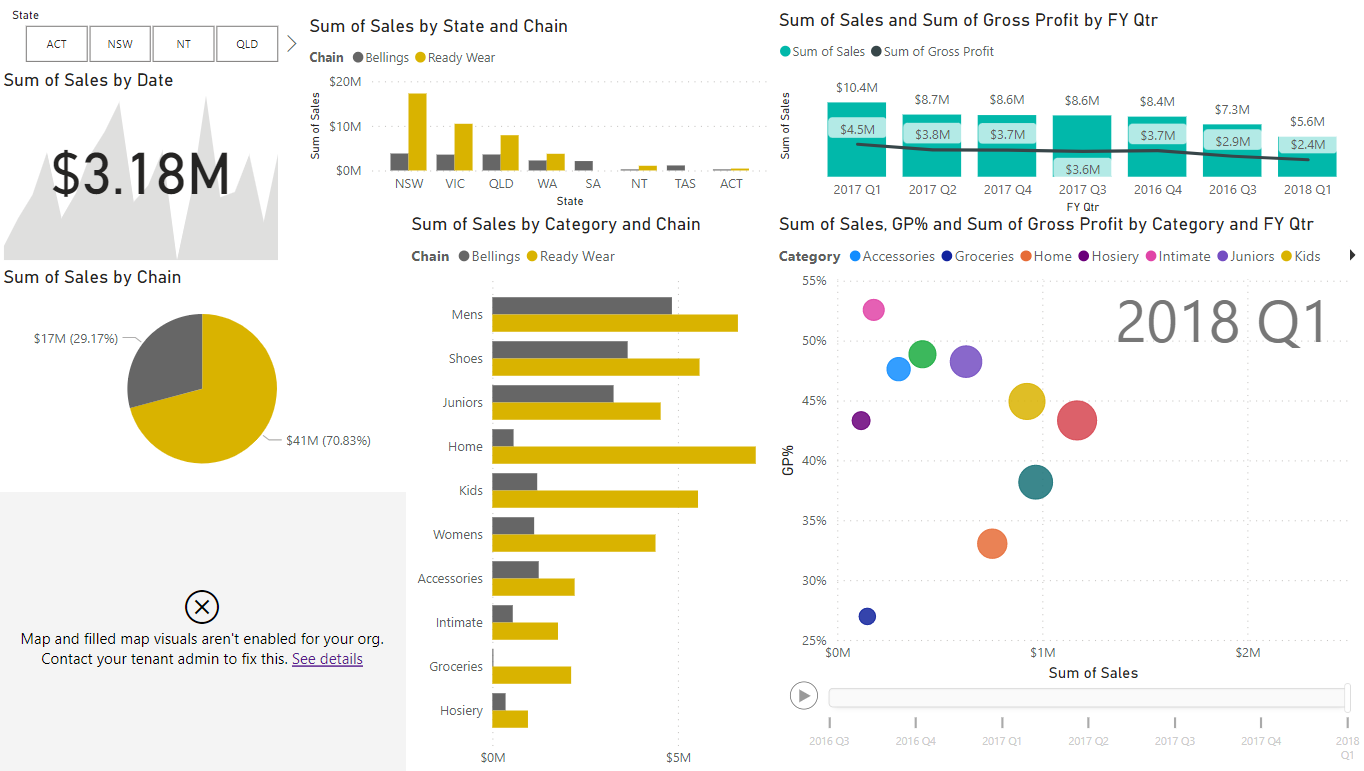 State
ACT NSW NT QLD
Sum of Sales by Date
$3.18M
Sum of Sales by Chain
$17M (29.17%)
$41M (70.83%)
Map and filled map visuals aren't enabled for your org.
Contact your tenant admin to fix this. See details
Sum of Sales by State and Chain
Chain Bellings Ready Wear
Sum of Sales
$20M
$10M
$0M
NSW VIC QLD WA SA NT TAS ACT
State
Sum of Sales by Category and Chain
Chain Bellings Ready Wear
Mens
Shoes
Juniors
Home
Kids
Womens
Accessories
Intimate
Groceries
Hosiery
$0M $5M
Sum of Sales and Sum of Gross Profit by FY Qtr
Sum of Sales Sum of Gross Profit
Sum of Sales
$10.4M $8.7M $8.6M $8.6M $8.4M $7.3M $5.6M
$4.5M $3.8M $3.7M $3.6M $3.7M $2.9M $2.4M
2017 Q1 2017 Q2 2017 Q4 2017 Q3 2016 Q4 2016 Q3 2018 Q1
FY Qtr
Sum of Sales, GP% and Sum of Gross Profit by Category and FY Qtr
Category Accessories Groceries Home Hosiery Intimate Juniors Kids
2018 Q1
GP%
55%
50%
45%
40%
35%
30%
25%
$0M $1M $2M
Sum of Sales
2016 Q3 2016 Q4 2017 Q1 2017 Q2 2017 Q3 2017 Q4 2018
Q1